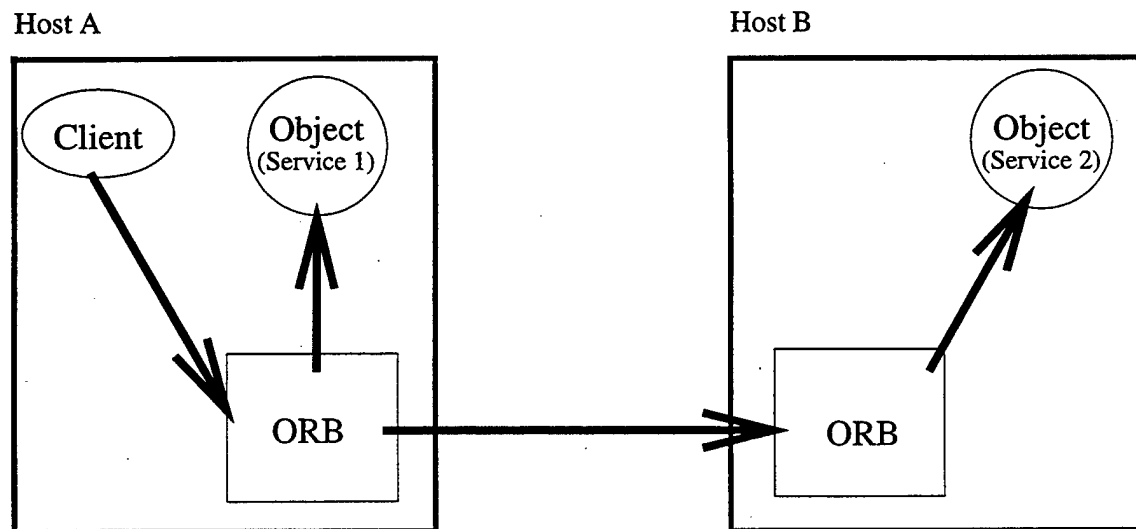 Host A
Host B
Client
Object
(Service 1)
Object
(Service 2)
ORB
ORB